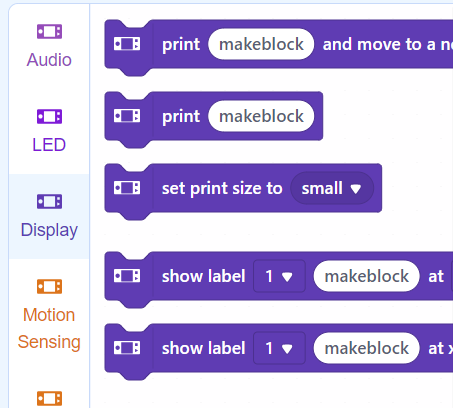 Audio
LED
Display
Motion
Sensing
print makeblock and move to a
print makeblock
set print size to small
show label 1 makeblock at
show label 1 makeblock at x